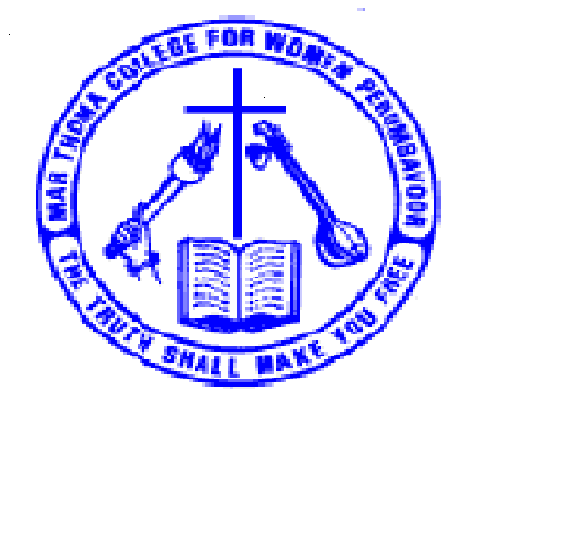 MAR THOMA COLLEGE FOR WOMEN PERUMBAVOOR
THE TRUTH SHALL MAKE YOU FREE